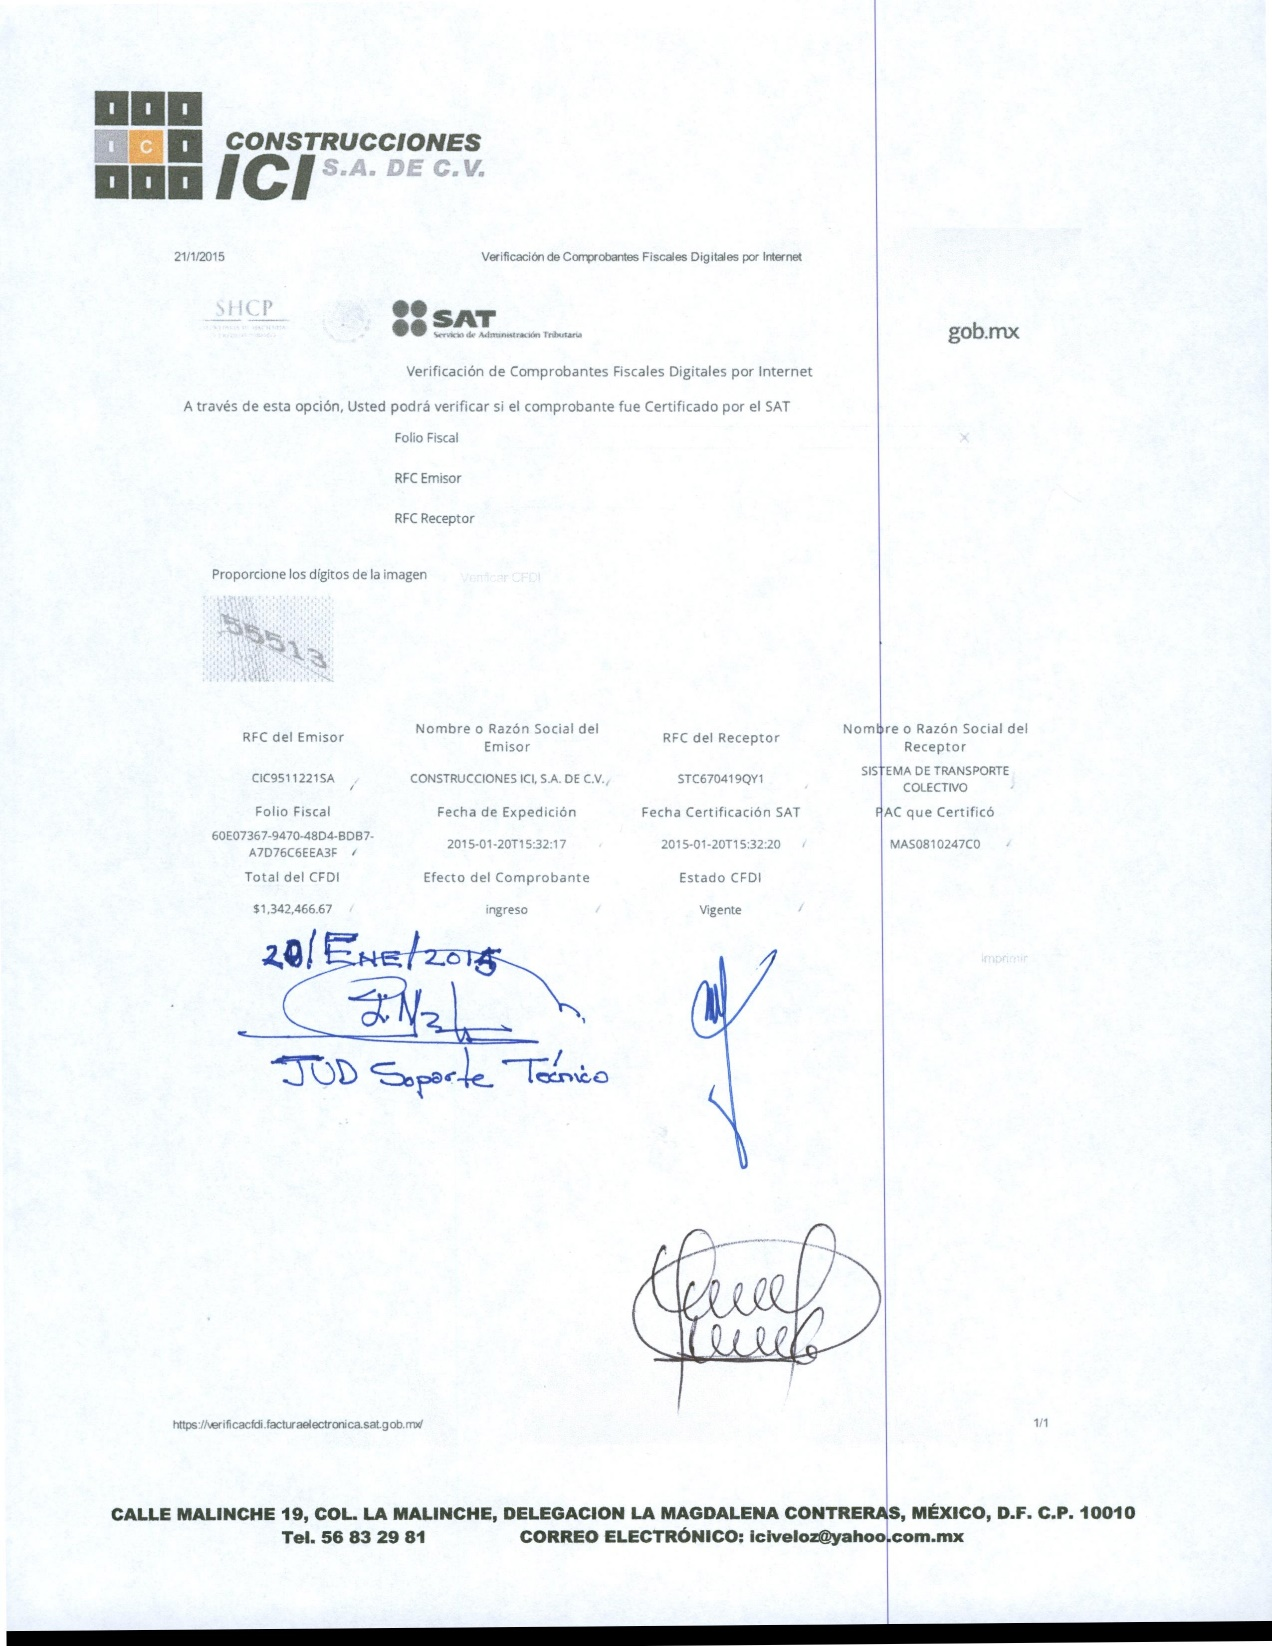 CONSTRUCCIONES
ICI S.A. DE C.V.
I C I
21/1/2015 Verificación de Comprobantes Fiscales Digitales por Internet
SHCP
SAT
Servicio de Administración Tributaria
gob.mx
Verificación de Comprobantes Fiscales Digitales por Internet
A través de esta opción, Usted podrá verificar si el comprobante fue Certificado por el SAT
Folio Fiscal
RFC Emisor
RFC Receptor
Proporcione los dígitos de la imagen Verificar CFDI
55513
RFC del Emisor Nombre o Razón Social del Emisor RFC del Receptor Nombre o Razón Social del Receptor
CIC9511221SA CONSTRUCCIONES ICI, S.A. DE C.V. STC670419QY1 SISTEMA DE TRANSPORTE COLECTIVO
Folio Fiscal Fecha de Expedición Fecha Certificación SAT PAC que Certificó
60E07367-9470-48D4-BDB7-A7D76C6EEA3F 2015-01-20T15:32:17 2015-01-20T15:32:20 MAS0810247C0
Total del CFDI Efecto del Comprobante Estado CFDI
$1,342,466.67 ingreso Vigente
20/ENE/2015
Imprimir
JUD Soporte Técnico
https://verificacfdi.facturaelectronica.sat.gob.mx/ 1/1
CALLE MALINCHE 19, COL. LA MALINCHE, DELEGACION LA MAGDALENA CONTRERAS, MÉXICO, D.F. C.P. 10010
Tel. 56 83 29 81 CORREO ELECTRÓNICO: iciveloz@yahoo.com.mx